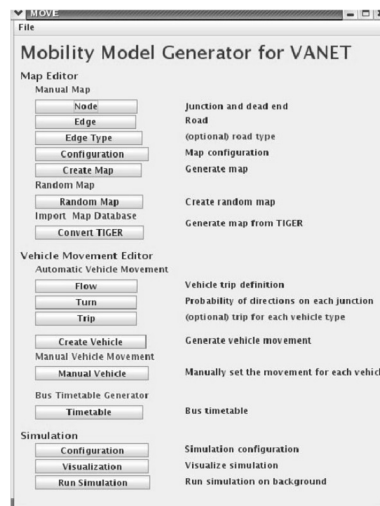 MOVE
File
Mobility Model Generator for VANET
Map Editor
Manual Map
Node Junction and dead end
Edge Road
Edge Type (optional) road type
Configuration Map configuration
Create Map Generate map
Random Map
Random Map Create random map
Import Map Database
Convert TIGER Generate map from TIGER
Vehicle Movement Editor
Automatic Vehicle Movement
Flow Vehicle trip definition
Turn Probability of directions on each junction
Trip (optional) trip for each vehicle type
Create Vehicle Generate vehicle movement
Manual Vehicle Movement
Manual Vehicle Manually set the movement for each vehicl
Bus Timetable Generator
Timetable Bus timetable
Simulation
Configuration Simulation configuration
Visualization Visualize simulation
Run Simulation Run simulation on background